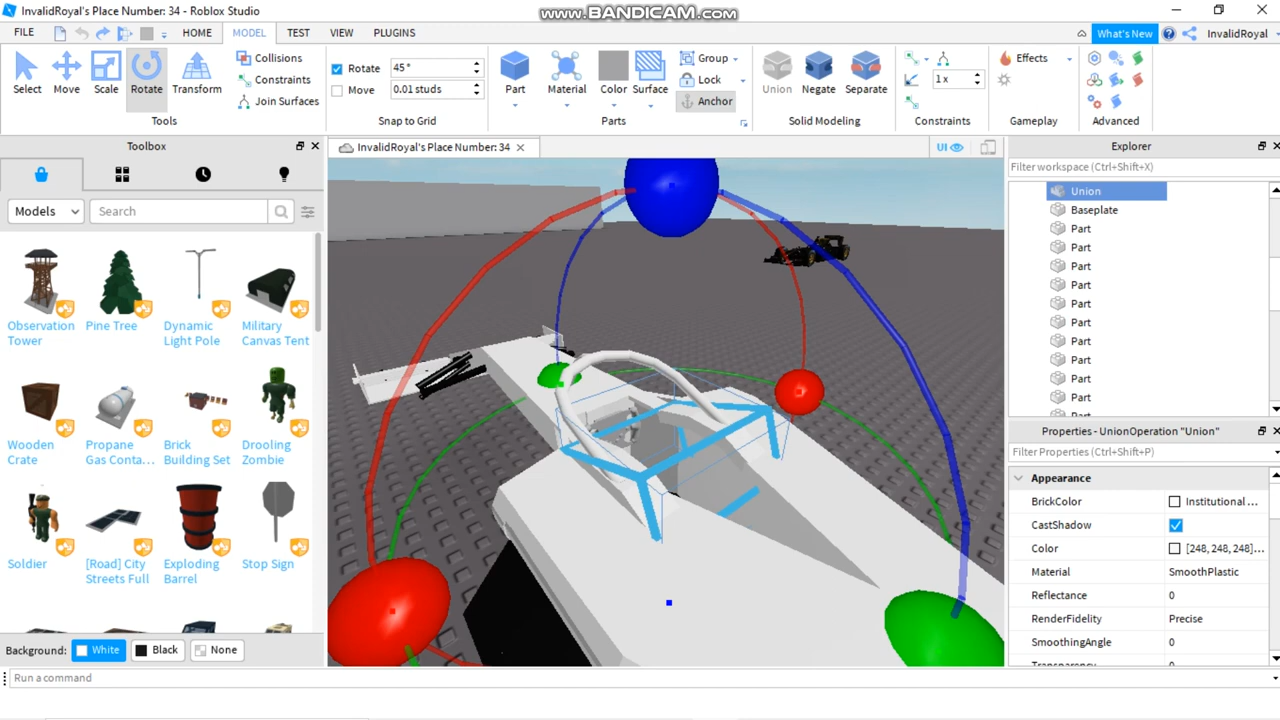 InvalidRoyal's Place Number: 34 - Roblox Studio
www.BANDICAM.com
FILE HOME MODEL TEST VIEW PLUGINS What's New InvalidRoyal
Select Move Scale Rotate Transform
Collisions
Constraints
Join Surfaces
Tools
Rotate 45°
Move 0.01 studs
Snap to Grid
Part Material Color Surface
Group
Lock
Anchor
Parts
Union Negate Separate
Solid Modeling
1 x
Constraints
Effects
Gameplay
Advanced
Toolbox
Models Search
Observation Tower
Pine Tree
Dynamic Light Pole
Military Canvas Tent
Wooden Crate
Propane Gas Conta...
Brick Building Set
Drooling Zombie
Soldier
[Road] City Streets Full
Exploding Barrel
Stop Sign
Background: White Black None
InvalidRoyal's Place Number: 34
UI
Explorer
Filter workspace (Ctrl+Shift+X)
Union
Baseplate
Part
Part
Part
Part
Part
Part
Part
Part
Part
Part
Properties - UnionOperation "Union"
Filter Properties (Ctrl+Shift+P)
Appearance
BrickColor Institutional ...
CastShadow
Color [248, 248, 248]...
Material SmoothPlastic
Reflectance 0
RenderFidelity Precise
SmoothingAngle 0
Transparency
Run a command